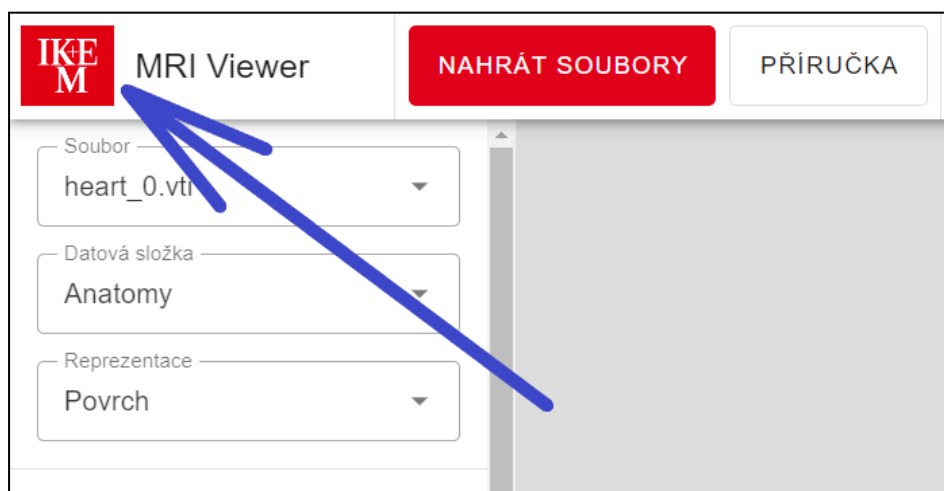 IK+E
M
MRI Viewer
NAHRÁT SOUBORY
PŘÍRUČKA
Soubor
heart_0.vti
Datová složka
Anatomy
Reprezentace
Povrch